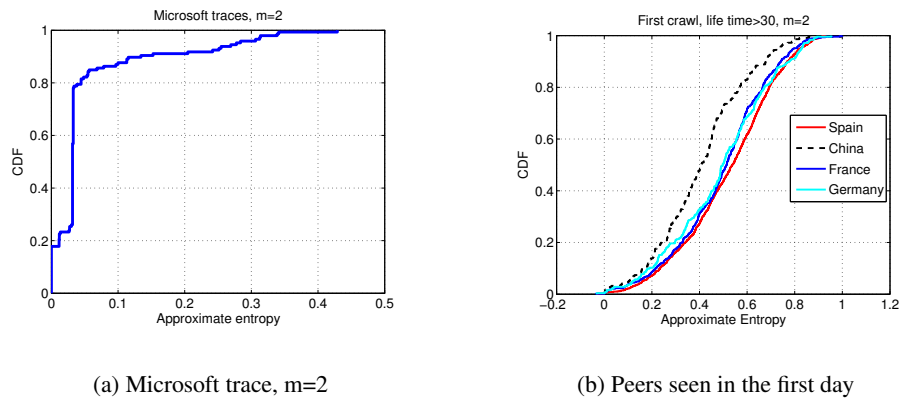 Microsoft traces, m=2
1
0.8
0.6
0.4
0.2
0
CDF
0
0.1
0.2
0.3
0.4
0.5
Approximate entropy
(a) Microsoft trace, m=2
First crawl, life time>30, m=2
1
0.8
0.6
0.4
0.2
0
CDF
Spain
China
France
Germany
−0.2
0
0.2
0.4
0.6
0.8
1
1.2
Approximate Entropy
(b) Peers seen in the first day